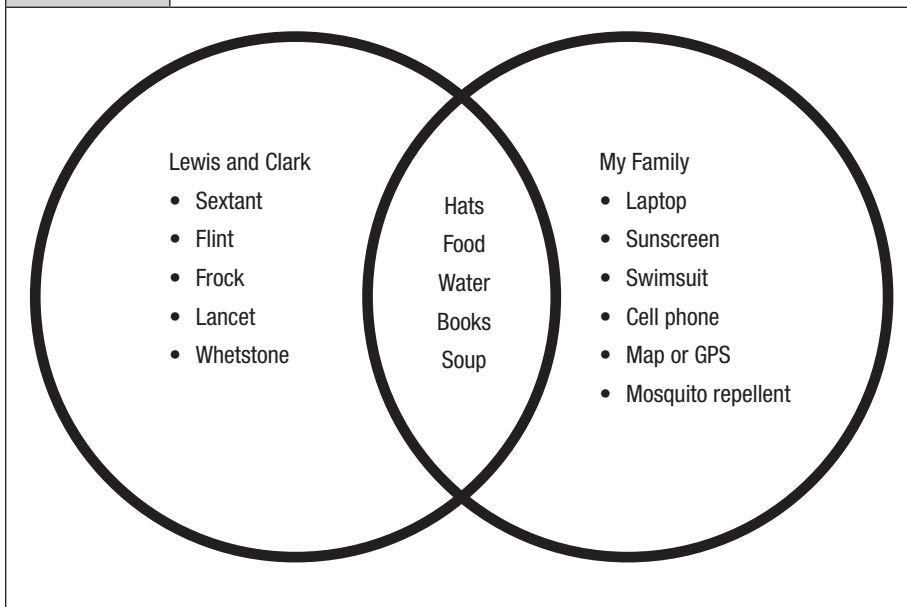 Lewis and Clark
• Sextant
• Flint
• Frock
• Lancet
• Whetstone
Hats
Food
Water
Books
Soup
My Family
• Laptop
• Sunscreen
• Swimsuit
• Cell phone
• Map or GPS
• Mosquito repellent